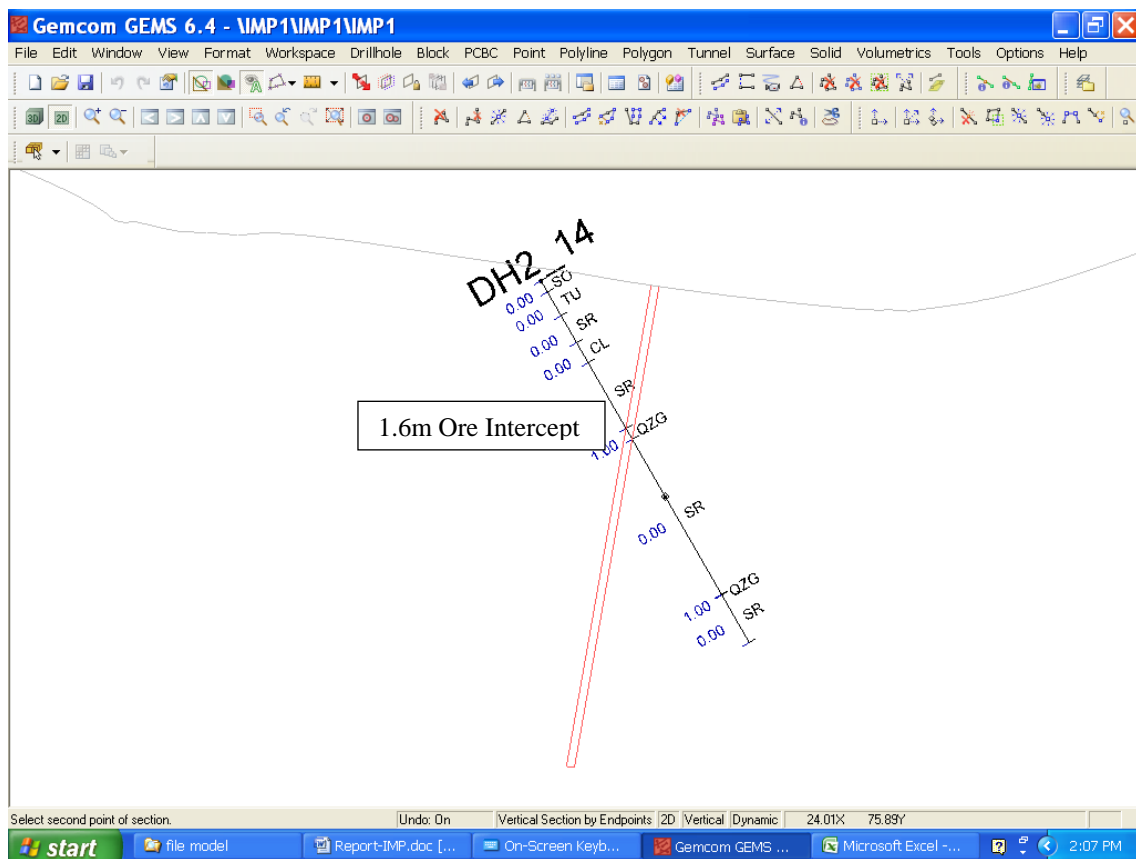 Gemcom GEMS 6.4 - \IMP1\IMP1\IMP1
File Edit Window View Format Workspace Drillhole Block PCBC Point Polyline Polygon Tunnel Surface Solid Volumetrics Tools Options Help
3D 2D
DH2_14
SO
0.00
TU
0.00
SR
0.00
CL
0.00
SR
1.6m Ore Intercept
QZG
1.00
SR
0.00
QZG
1.00
SR
0.00
Select second point of section. Undo: On Vertical Section by Endpoints 2D Vertical Dynamic 24.01X 75.89Y
start file model Report-IMP.doc [... On-Screen Keyb... Gemcom GEMS ... Microsoft Excel -... 2:07 PM